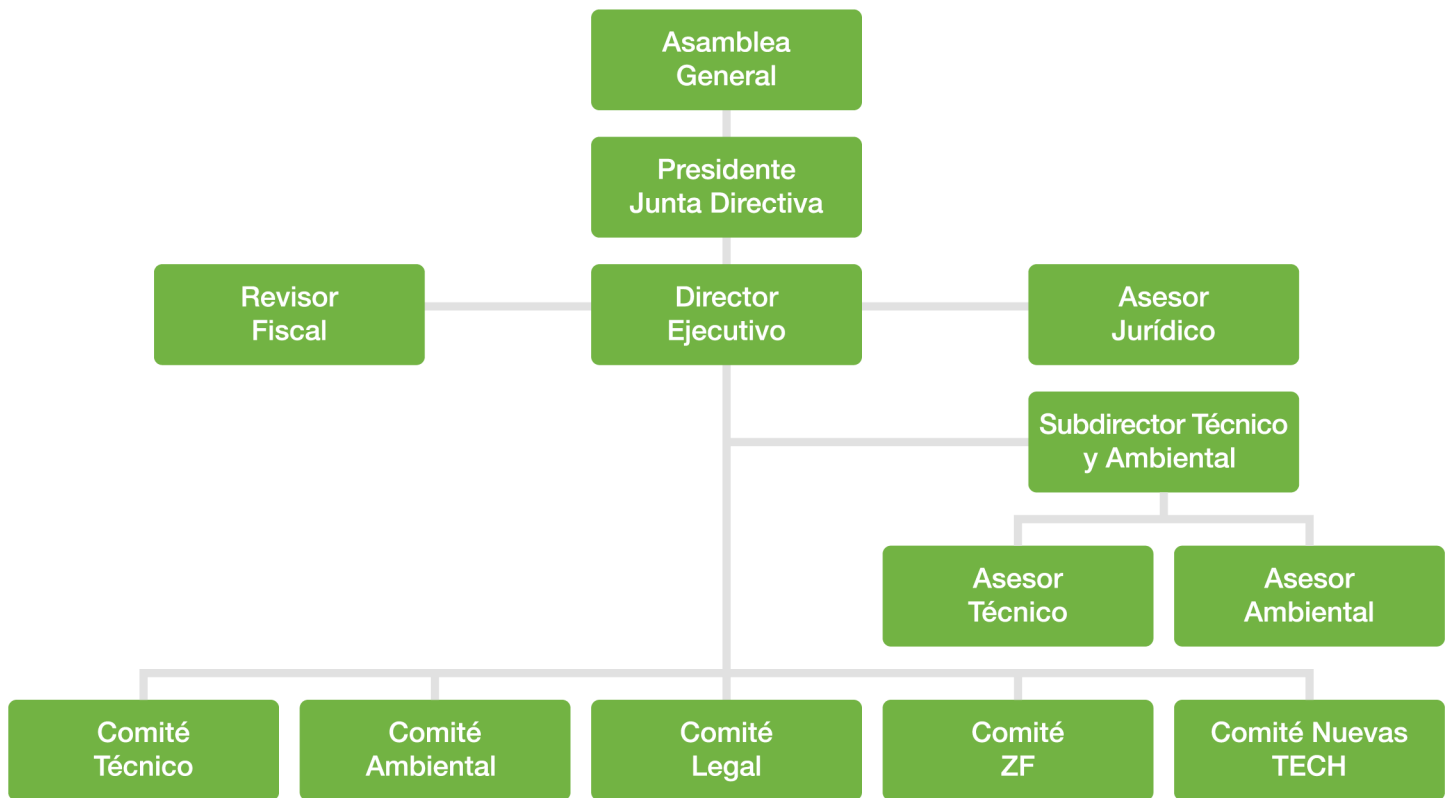 Asamblea
General
Presidente
Junta Directiva
Revisor
Fiscal
Director
Ejecutivo
Asesor
Jurídico
Subdirector Técnico
y Ambiental
Asesor
Técnico
Asesor
Ambiental
Comité
Técnico
Comité
Ambiental
Comité
Legal
Comité
ZF
Comité Nuevas
TECH